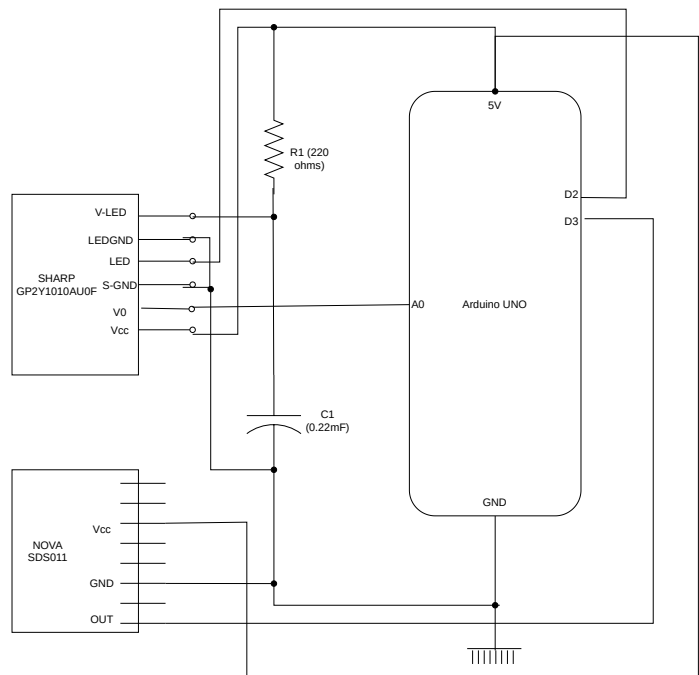 5V
R1 (220
ohms)
D2
D3
V-LED
LEDGND
LED
S-GND
V0
Vcc
SHARP
GP2Y1010AU0F
A0
Arduino UNO
C1
(0.22mF)
GND
Vcc
NOVA
SDS011
GND
OUT